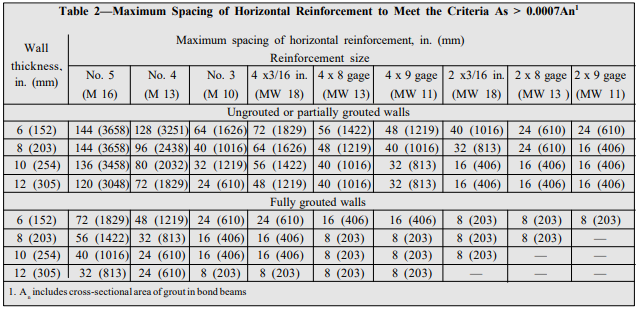 Table 2—Maximum Spacing of Horizontal Reinforcement to Meet the Criteria As > 0.0007An¹
Wall thickness, in. (mm)
Maximum spacing of horizontal reinforcement, in. (mm)
Reinforcement size
No. 5 (M 16) No. 4 (M 13) No. 3 (M 10) 4 x3/16 in. (MW 18) 4 x 8 gage (MW 13) 4 x 9 gage (MW 11) 2 x3/16 in. (MW 18) 2 x 8 gage (MW 13 ) 2 x 9 gage (MW 11)
Ungrouted or partially grouted walls
6 (152) 144 (3658) 128 (3251) 64 (1626) 72 (1829) 56 (1422) 48 (1219) 40 (1016) 24 (610) 24 (610)
8 (203) 144 (3658) 96 (2438) 40 (1016) 64 (1626) 48 (1219) 40 (1016) 32 (813) 24 (610) 16 (406)
10 (254) 136 (3458) 80 (2032) 32 (1219) 56 (1422) 40 (1016) 32 (813) 16 (406) 16 (406) 16 (406)
12 (305) 120 (3048) 72 (1829) 24 (610) 48 (1219) 40 (1016) 32 (813) 16 (406) 16 (406) 16 (406)
Fully grouted walls
6 (152) 72 (1829) 48 (1219) 24 (610) 24 (610) 16 (406) 16 (406) 8 (203) 8 (203) 8 (203)
8 (203) 56 (1422) 32 (813) 16 (406) 16 (406) 8 (203) 8 (203) 8 (203) 8 (203) —
10 (254) 40 (1016) 24 (610) 16 (406) 16 (406) 8 (203) 8 (203) 8 (203) — —
12 (305) 32 (813) 24 (610) 8 (203) 8 (203) 8 (203) 8 (203) — — —
1. Aₙ includes cross-sectional area of grout in bond beams